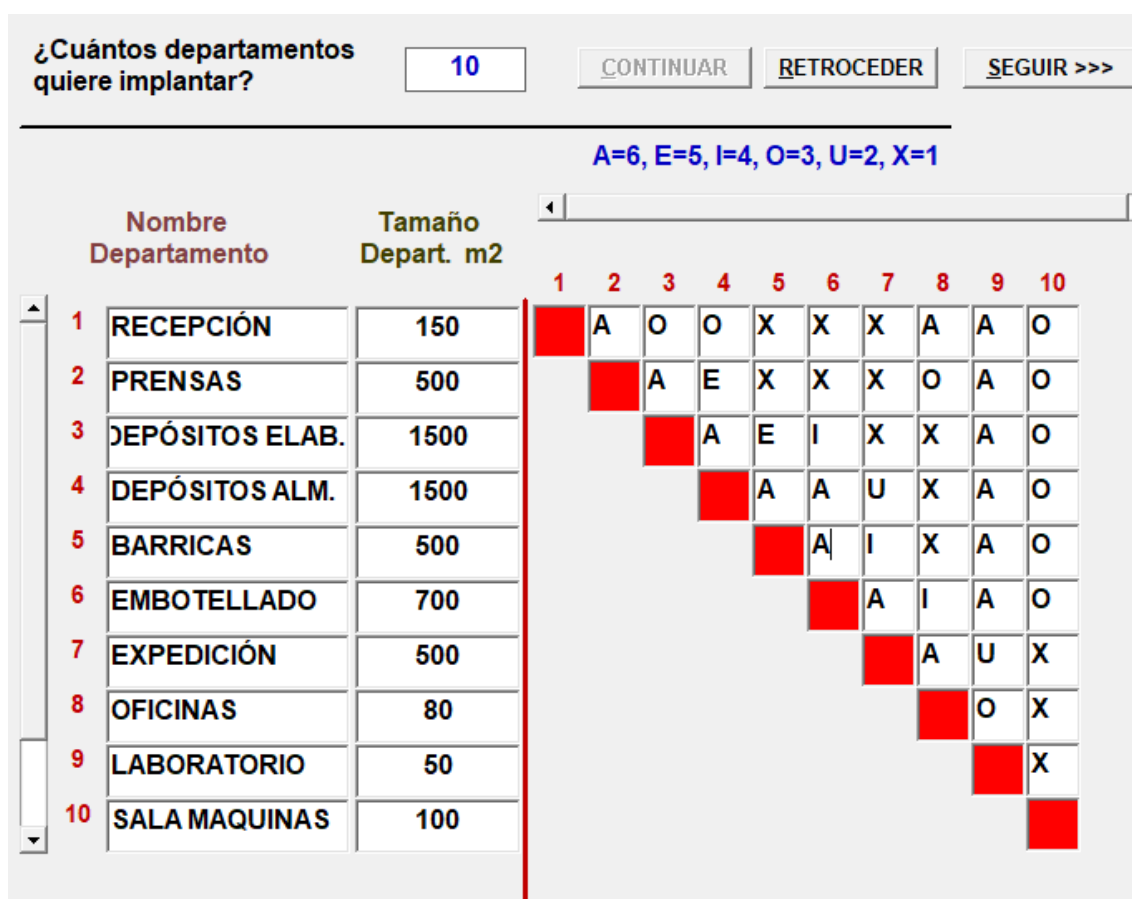 ¿Cuántos departamentos
quiere implantar?
10
CONTINUAR
RETROCEDER
SEGUIR >>>
A=6, E=5, I=4, O=3, U=2, X=1
Nombre
Departamento
Tamaño
Depart. m2
1 2 3 4 5 6 7 8 9 10
1 RECEPCIÓN 150 A O O X X X A A O
2 PRENSAS 500 A E X X X O A O
3 DEPÓSITOS ELAB. 1500 A E I X X A O
4 DEPÓSITOS ALM. 1500 A A U X A O
5 BARRICAS 500 A I X A O
6 EMBOTELLADO 700 A I A O
7 EXPEDICIÓN 500 A U X
8 OFICINAS 80 O X
9 LABORATORIO 50 X
10 SALA MAQUINAS 100